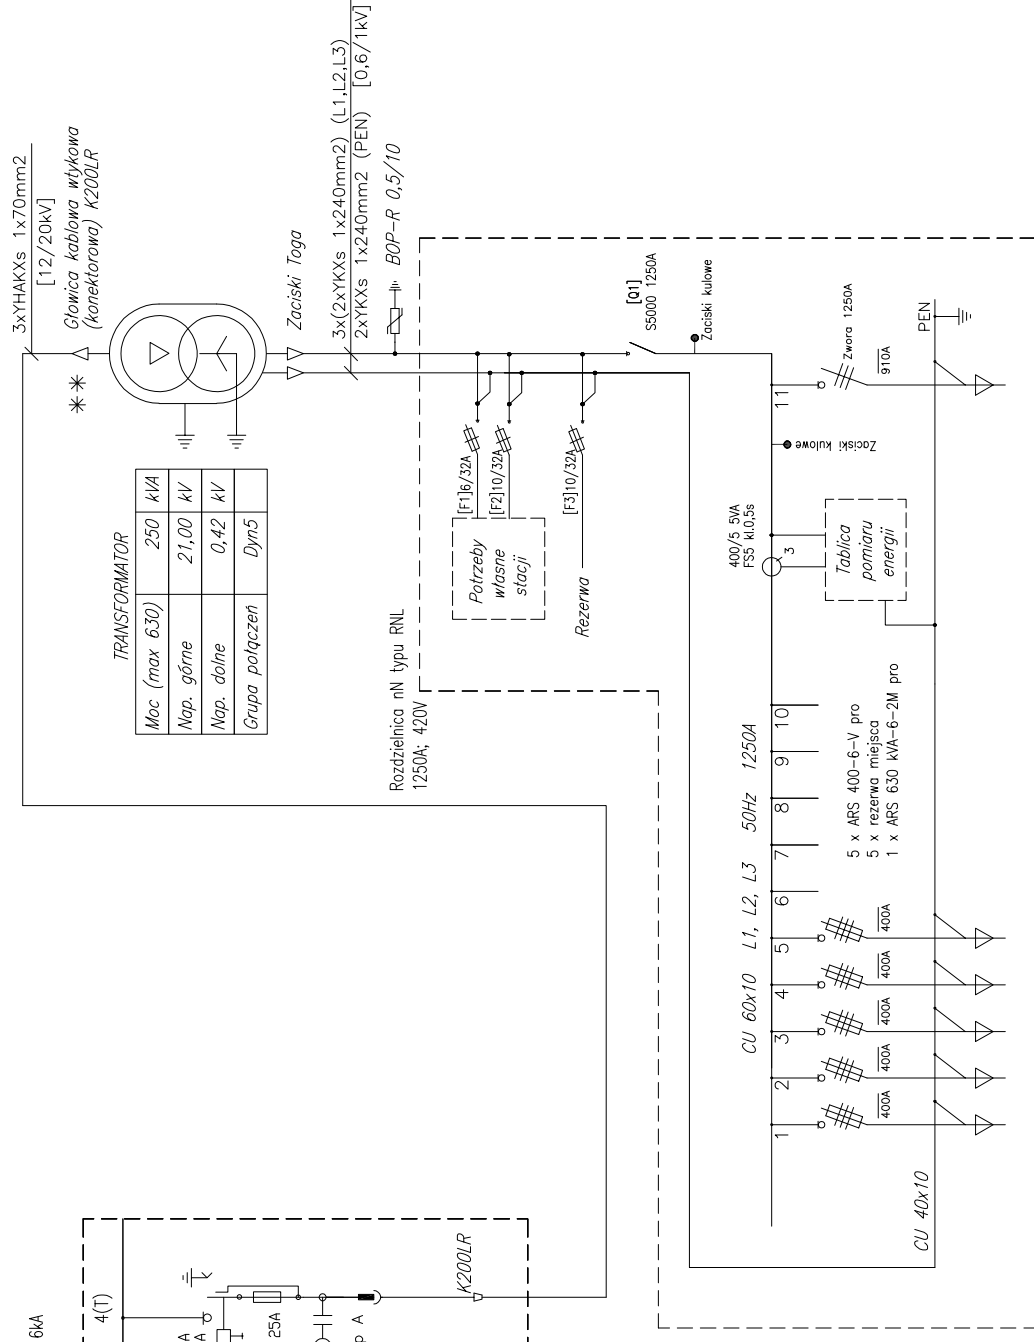 3xYHAKXs 1x70mm2
[12/20kV]
Głowica kablowa wtykowa
(konektorowa) K200LR
**
Zaciski Toga
3x(2xYKXs 1x240mm2) (L1,L2,L3)
2xYKXs 1x240mm2 (PEN) [0,6/1kV]
BOP-R 0,5/10
TRANSFORMATOR
Moc (max 630) 250 kVA
Nap. górne 21,00 kV
Nap. dolne 0,42 kV
Grupa połączeń Dyn5
Rozdzielnica nN typu RNL
1250A; 420V
[F1]6/32A
[F2]10/32A
[F3]10/32A
Potrzeby
własne
stacji
Rezerwa
[Q1]
S5000 1250A
Zaciski kulowe
400/5 5VA
FS5 kl.0,5s
3
Tablica
pomiaru
energii
Zaciski kulowe
11
Zwora 1250A
910A
PEN
CU 60x10 L1, L2, L3 50Hz 1250A
1
2
3
4
5
6
7
8
9
10
400A
400A
400A
400A
400A
5 x ARS 400-6-V pro
5 x rezerwa miejsca
1 x ARS 630 kVA-6-2M pro
CU 40x10
6kA
4(T)
A
A
25A
p A
K200LR